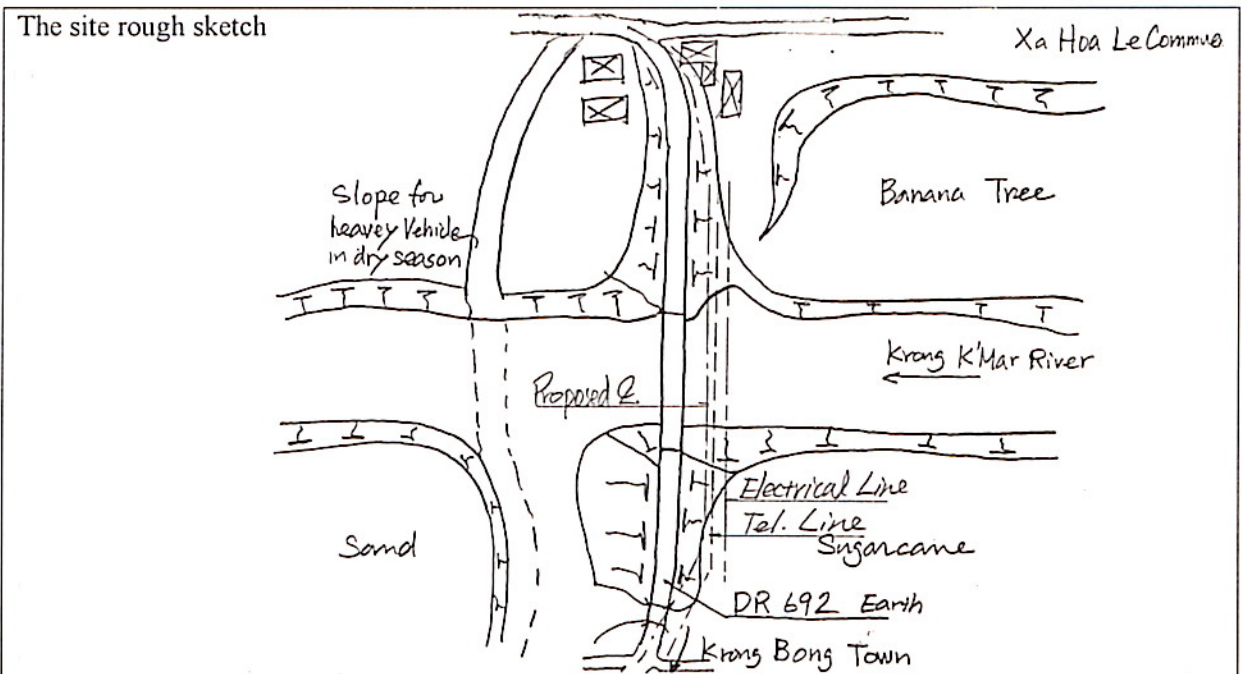 The site rough sketch
Xa Hoa Le Commue
Slope for
heavey Vehicle
in dry season
Banana Tree
Krong K'Mar River
Proposed ℄.
Electrical Line
Tel. Line
Sugarcane
Sand
DR 692 Earth
Krong Bong Town